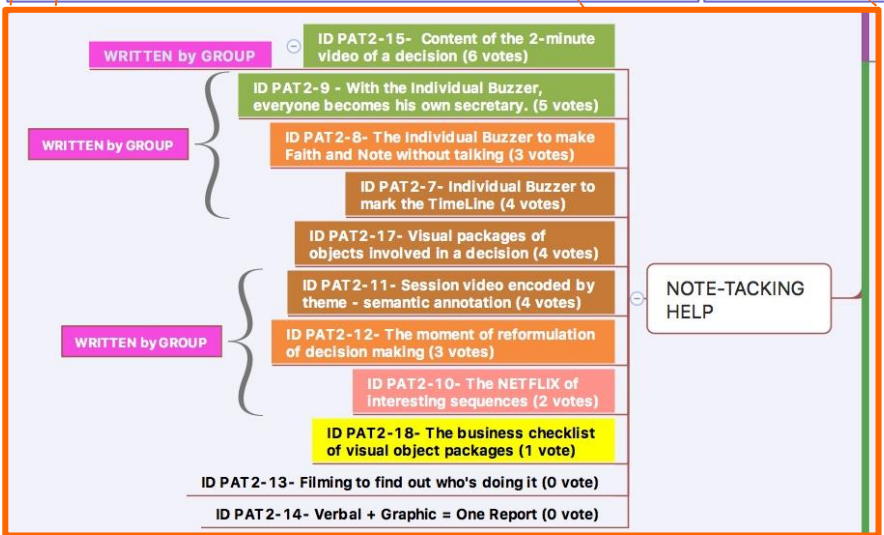 WRITTEN by GROUP
ID PAT2-15- Content of the 2-minute
video of a decision (6 votes)
WRITTEN by GROUP
ID PAT2-9 - With the Individual Buzzer,
everyone becomes his own secretary. (5 votes)
ID PAT2-8- The Individual Buzzer to make
Faith and Note without talking (3 votes)
ID PAT2-7- Individual Buzzer to
mark the TimeLine (4 votes)
ID PAT2-17- Visual packages of
objects involved in a decision (4 votes)
WRITTEN by GROUP
ID PAT2-11- Session video encoded by
theme - semantic annotation (4 votes)
ID PAT2-12- The moment of reformulation
of decision making (3 votes)
ID PAT2-10- The NETFLIX of
interesting sequences (2 votes)
ID PAT2-18- The business checklist
of visual object packages (1 vote)
ID PAT2-13- Filming to find out who's doing it (0 vote)
ID PAT2-14- Verbal + Graphic = One Report (0 vote)
NOTE-TACKING
HELP